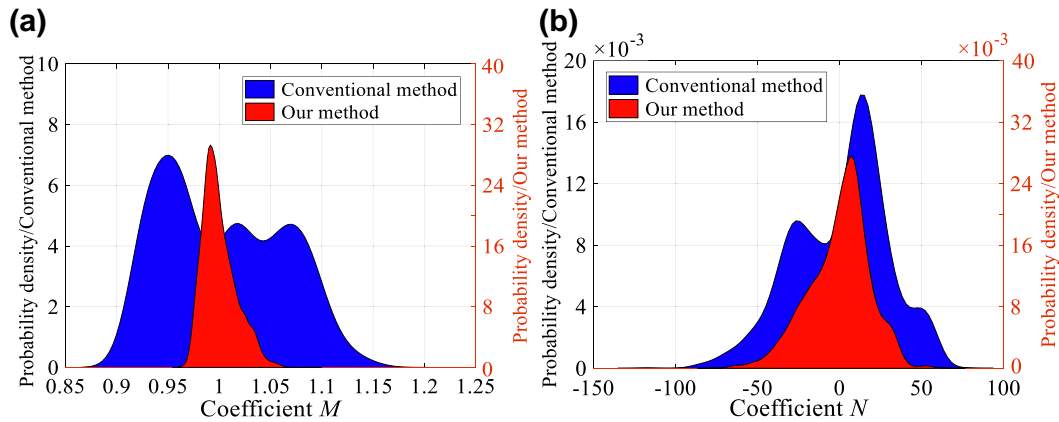 (a)
Probability density/Conventional method
10
8
6
4
2
0
Conventional method
Our method
40
32
24
16
8
0
Probability density/Our method
0.85 0.9 0.95 1 1.05 1.1 1.15 1.2 1.25
Coefficient M
(b)
×10-3
×10-3
Probability density/Conventional method
20
16
12
8
4
0
Conventional method
Our method
40
32
24
16
8
0
Probability density/Our method
-150 -100 -50 0 50 100
Coefficient N